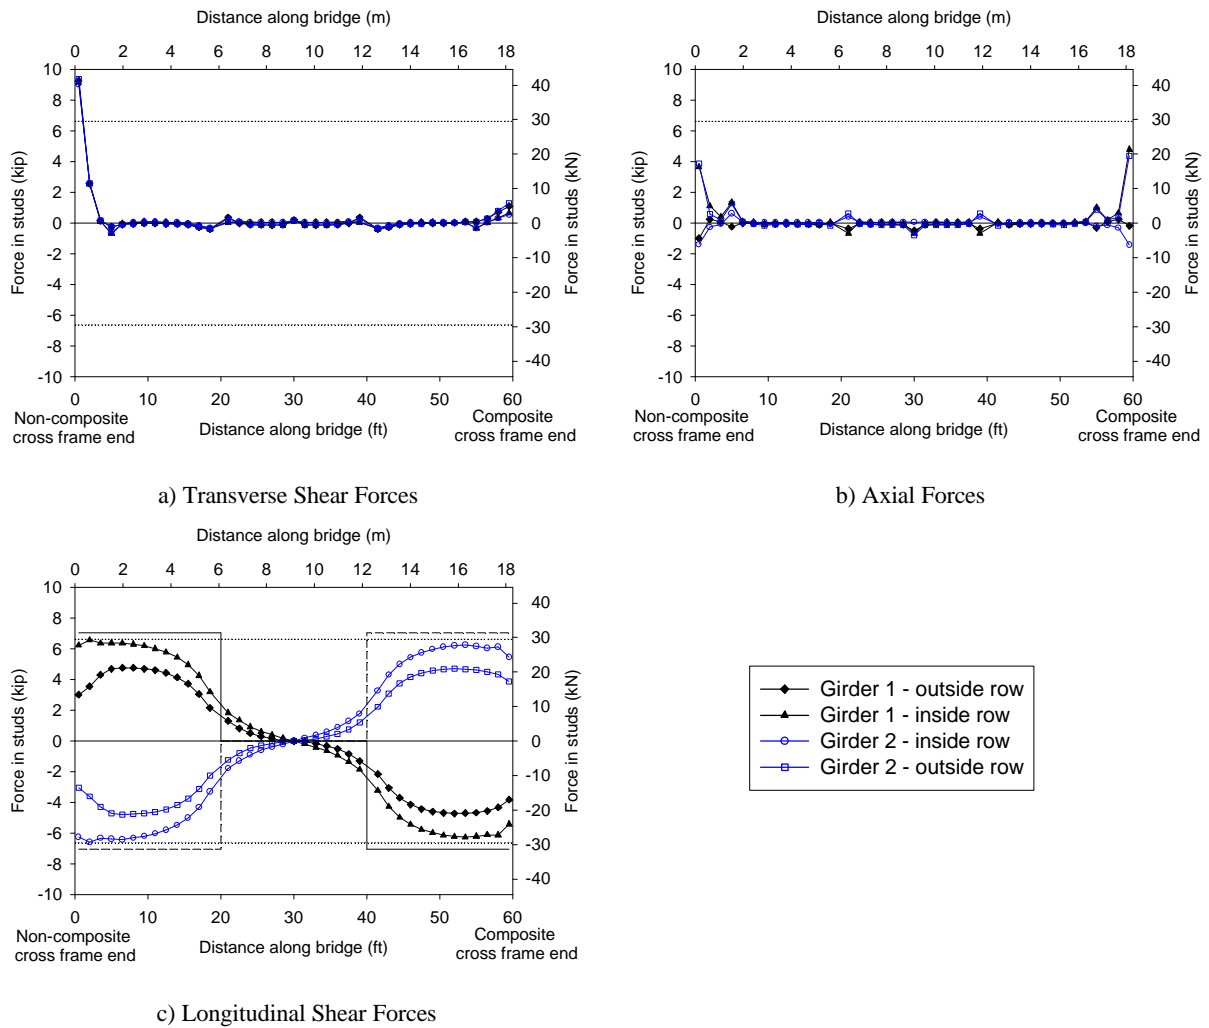 Distance along bridge (m)
0 2 4 6 8 10 12 14 16 18
10
8
6
4
2
0
-2
-4
-6
-8
-10
Force in studs (kip)
40
30
20
10
0
-10
-20
-30
-40
Force in studs (kN)
0 10 20 30 40 50 60
Non-composite
cross frame end
Distance along bridge (ft)
Composite
cross frame end
a) Transverse Shear Forces
Distance along bridge (m)
0 2 4 6 8 10 12 14 16 18
10
8
6
4
2
0
-2
-4
-6
-8
-10
Force in studs (kip)
40
30
20
10
0
-10
-20
-30
-40
Force in studs (kN)
0 10 20 30 40 50 60
Non-composite
cross frame end
Distance along bridge (ft)
Composite
cross frame end
b) Axial Forces
Distance along bridge (m)
0 2 4 6 8 10 12 14 16 18
10
8
6
4
2
0
-2
-4
-6
-8
-10
Force in studs (kip)
40
30
20
10
0
-10
-20
-30
-40
Force in studs (kN)
0 10 20 30 40 50 60
Non-composite
cross frame end
Distance along bridge (ft)
Composite
cross frame end
c) Longitudinal Shear Forces
Girder 1 - outside row
Girder 1 - inside row
Girder 2 - inside row
Girder 2 - outside row